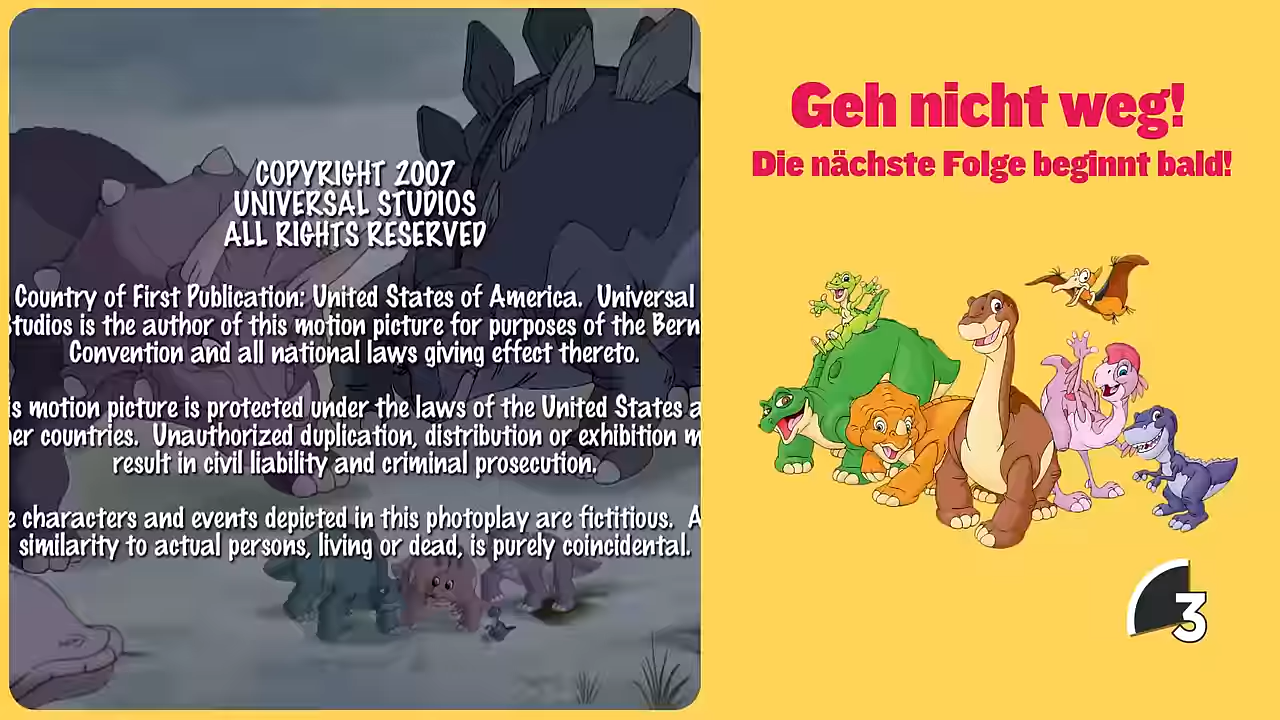 COPYRIGHT 2007
UNIVERSAL STUDIOS
ALL RIGHTS RESERVED
Country of First Publication: United States of America. Universal
Studios is the author of this motion picture for purposes of the Bern
Convention and all national laws giving effect thereto.
is motion picture is protected under the laws of the United States a
er countries. Unauthorized duplication, distribution or exhibition m
result in civil liability and criminal prosecution.
e characters and events depicted in this photoplay are fictitious. A
similarity to actual persons, living or dead, is purely coincidental.
Geh nicht weg!
Die nächste Folge beginnt bald!
3